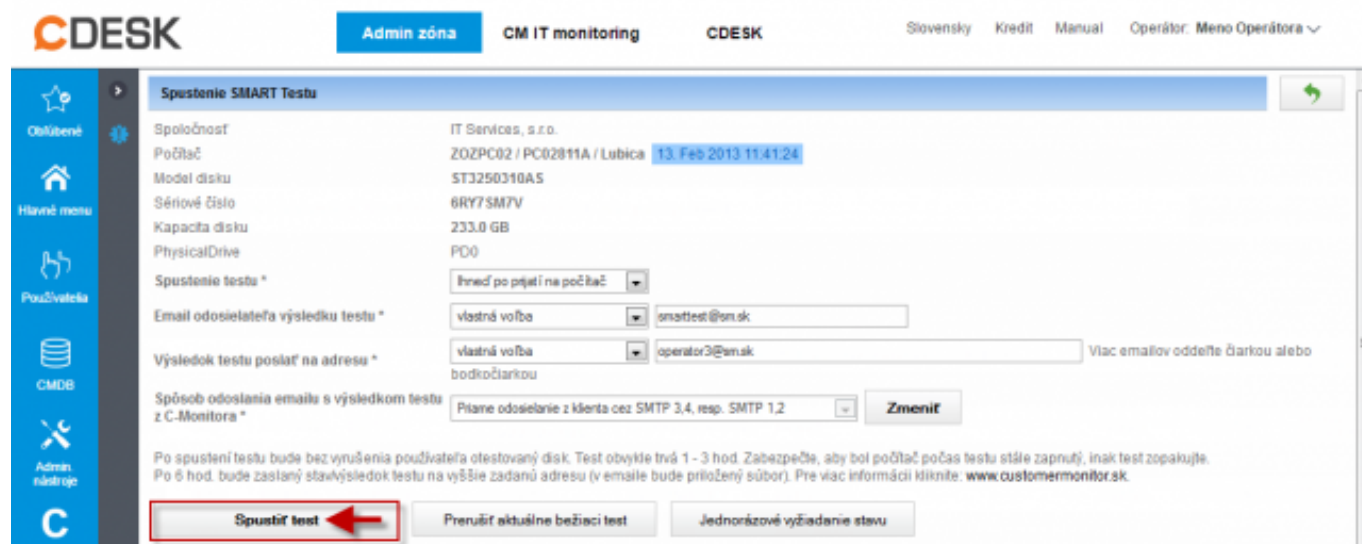 CDESK
Admin zóna
CM IT monitoring
CDESK
Slovensky
Kredit
Manual
Operátor: Meno Operátora
Obľúbené
Hlavné menu
Používatelia
CMDB
Admin. nástroje
C
Spustenie SMART Testu
Spoločnosť IT Services, s.r.o.
Počítač ZOZPC02 / PC02811A / Lubica 13. Feb 2013 11:41:24
Model disku ST3250310AS
Sériové číslo 6RY7SM7V
Kapacita disku 233.0 GB
PhysicalDrive PD0
Spustenie testu * Ihneď po prijatí na počítač
Email odosielateľa výsledku testu * vlastná voľba smarttest@sm.sk
Výsledok testu poslať na adresu * vlastná voľba operator3@sm.sk Viac emailov oddeľte čiarkou alebo
bodkočiarkou
Spôsob odoslania emailu s výsledkom testu
z C-Monitora * Priame odosielanie z klienta cez SMTP 3,4, resp. SMTP 1,2 Zmeniť
Po spustení testu bude bez vyrušenia používateľa otestovaný disk. Test obvykle trvá 1 - 3 hod. Zabezpečte, aby bol počítač počas testu stále zapnutý, inak test zopakujte.
Po 6 hod. bude zaslaný stav/výsledok testu na vyššie zadanú adresu (v emaile bude priložený súbor). Pre viac informácii kliknite: www.customermonitor.sk.
Spustiť test
Prerušiť aktuálne bežiaci test
Jednorázové vyžiadanie stavu